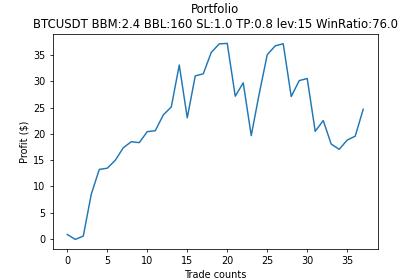 Portfolio
BTCUSDT BBM:2.4 BBL:160 SL:1.0 TP:0.8 lev:15 WinRatio:76.0
35
30
25
20
15
10
5
0
Profit ($)
0 5 10 15 20 25 30 35
Trade counts